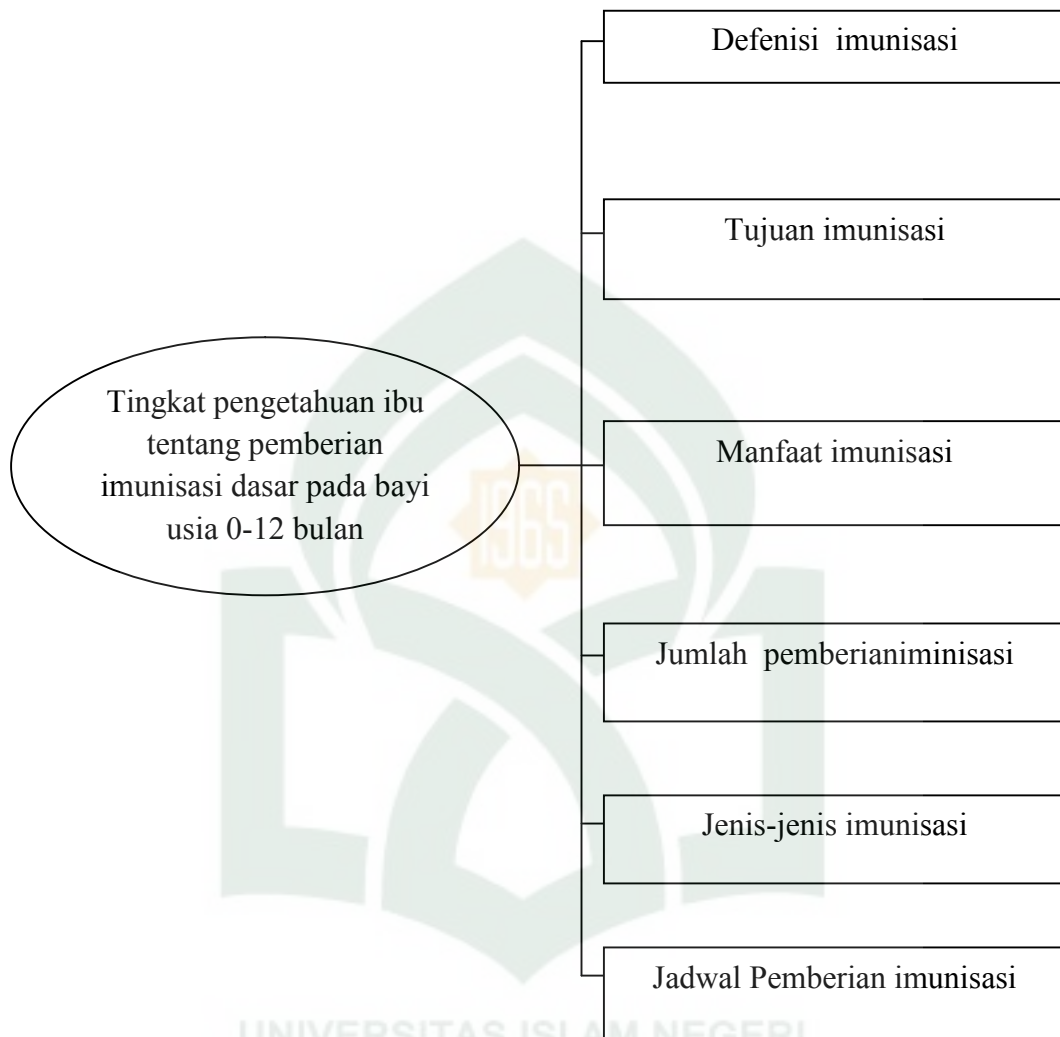 Defenisi imunisasi
Tujuan imunisasi
Tingkat pengetahuan ibu
tentang pemberian
imunisasi dasar pada bayi
usia 0-12 bulan
Manfaat imunisasi
1965
Jumlah pemberianiminisasi
Jenis-jenis imunisasi
Jadwal Pemberian imunisasi
UNIVERSITAS ISLAM NEGERI